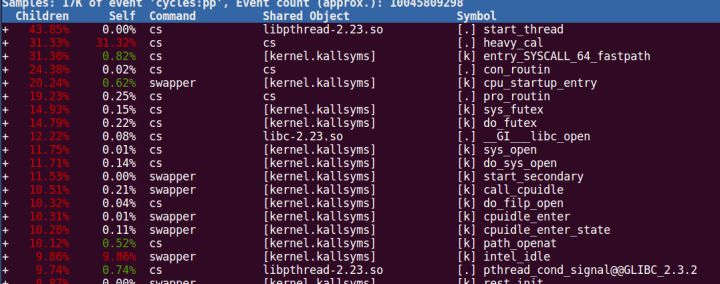 Samples: 17K of event 'cycles:pp', Event count (approx.): 10045809298
Children Self Command Shared Object Symbol
+ 43.85% 0.00% cs libpthread-2.23.so [.] start_thread
+ 31.33% 31.32% cs cs [.] heavy_cal
+ 31.30% 0.82% cs [kernel.kallsyms] [k] entry_SYSCALL_64_fastpath
+ 24.38% 0.02% cs cs [.] con_routin
+ 20.24% 0.62% swapper [kernel.kallsyms] [k] cpu_startup_entry
+ 19.23% 0.25% cs cs [.] pro_routin
+ 14.93% 0.15% cs [kernel.kallsyms] [k] sys_futex
+ 14.79% 0.22% cs [kernel.kallsyms] [k] do_futex
+ 12.22% 0.08% cs libc-2.23.so [.] __GI___libc_open
+ 11.75% 0.01% cs [kernel.kallsyms] [k] sys_open
+ 11.71% 0.14% cs [kernel.kallsyms] [k] do_sys_open
+ 11.53% 0.00% swapper [kernel.kallsyms] [k] start_secondary
+ 10.51% 0.21% swapper [kernel.kallsyms] [k] call_cpuidle
+ 10.32% 0.04% cs [kernel.kallsyms] [k] do_filp_open
+ 10.31% 0.01% swapper [kernel.kallsyms] [k] cpuidle_enter
+ 10.28% 0.11% swapper [kernel.kallsyms] [k] cpuidle_enter_state
+ 10.12% 0.52% cs [kernel.kallsyms] [k] path_openat
+ 9.86% 9.86% swapper [kernel.kallsyms] [k] intel_idle
+ 9.74% 0.74% cs libpthread-2.23.so [.] pthread_cond_signal@@GLIBC_2.3.2
+ 8.87% 0.00% swapper [kernel.kallsyms] [k] rest_init